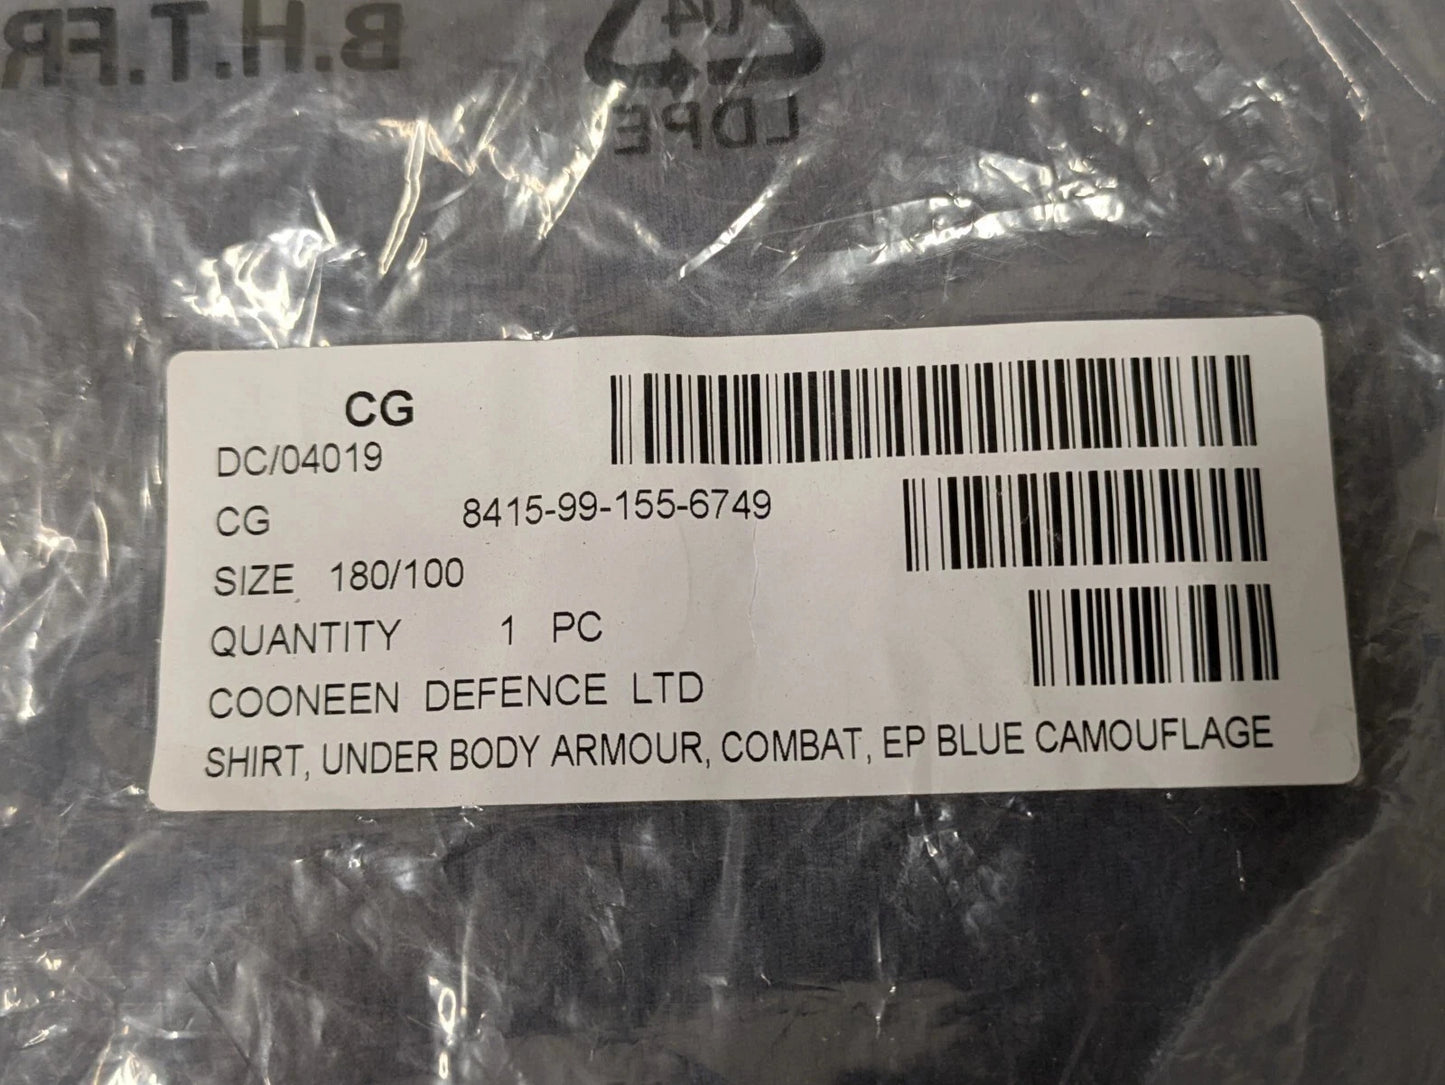 B.H.T.FR
04
LDPE
CG
DC/04019
CG 8415-99-155-6749
SIZE 180/100
QUANTITY 1 PC
COONEEN DEFENCE LTD
SHIRT, UNDER BODY ARMOUR, COMBAT, EP BLUE CAMOUFLAGE